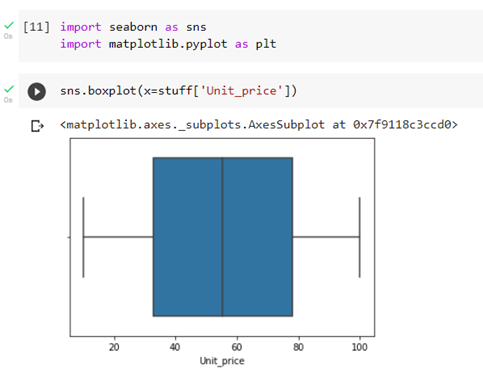 [11] import seaborn as sns
import matplotlib.pyplot as plt
0s
sns.boxplot(x=stuff['Unit_price'])
0s
<matplotlib.axes._subplots.AxesSubplot at 0x7f9118c3ccd0>
20 40 60 80 100
Unit_price